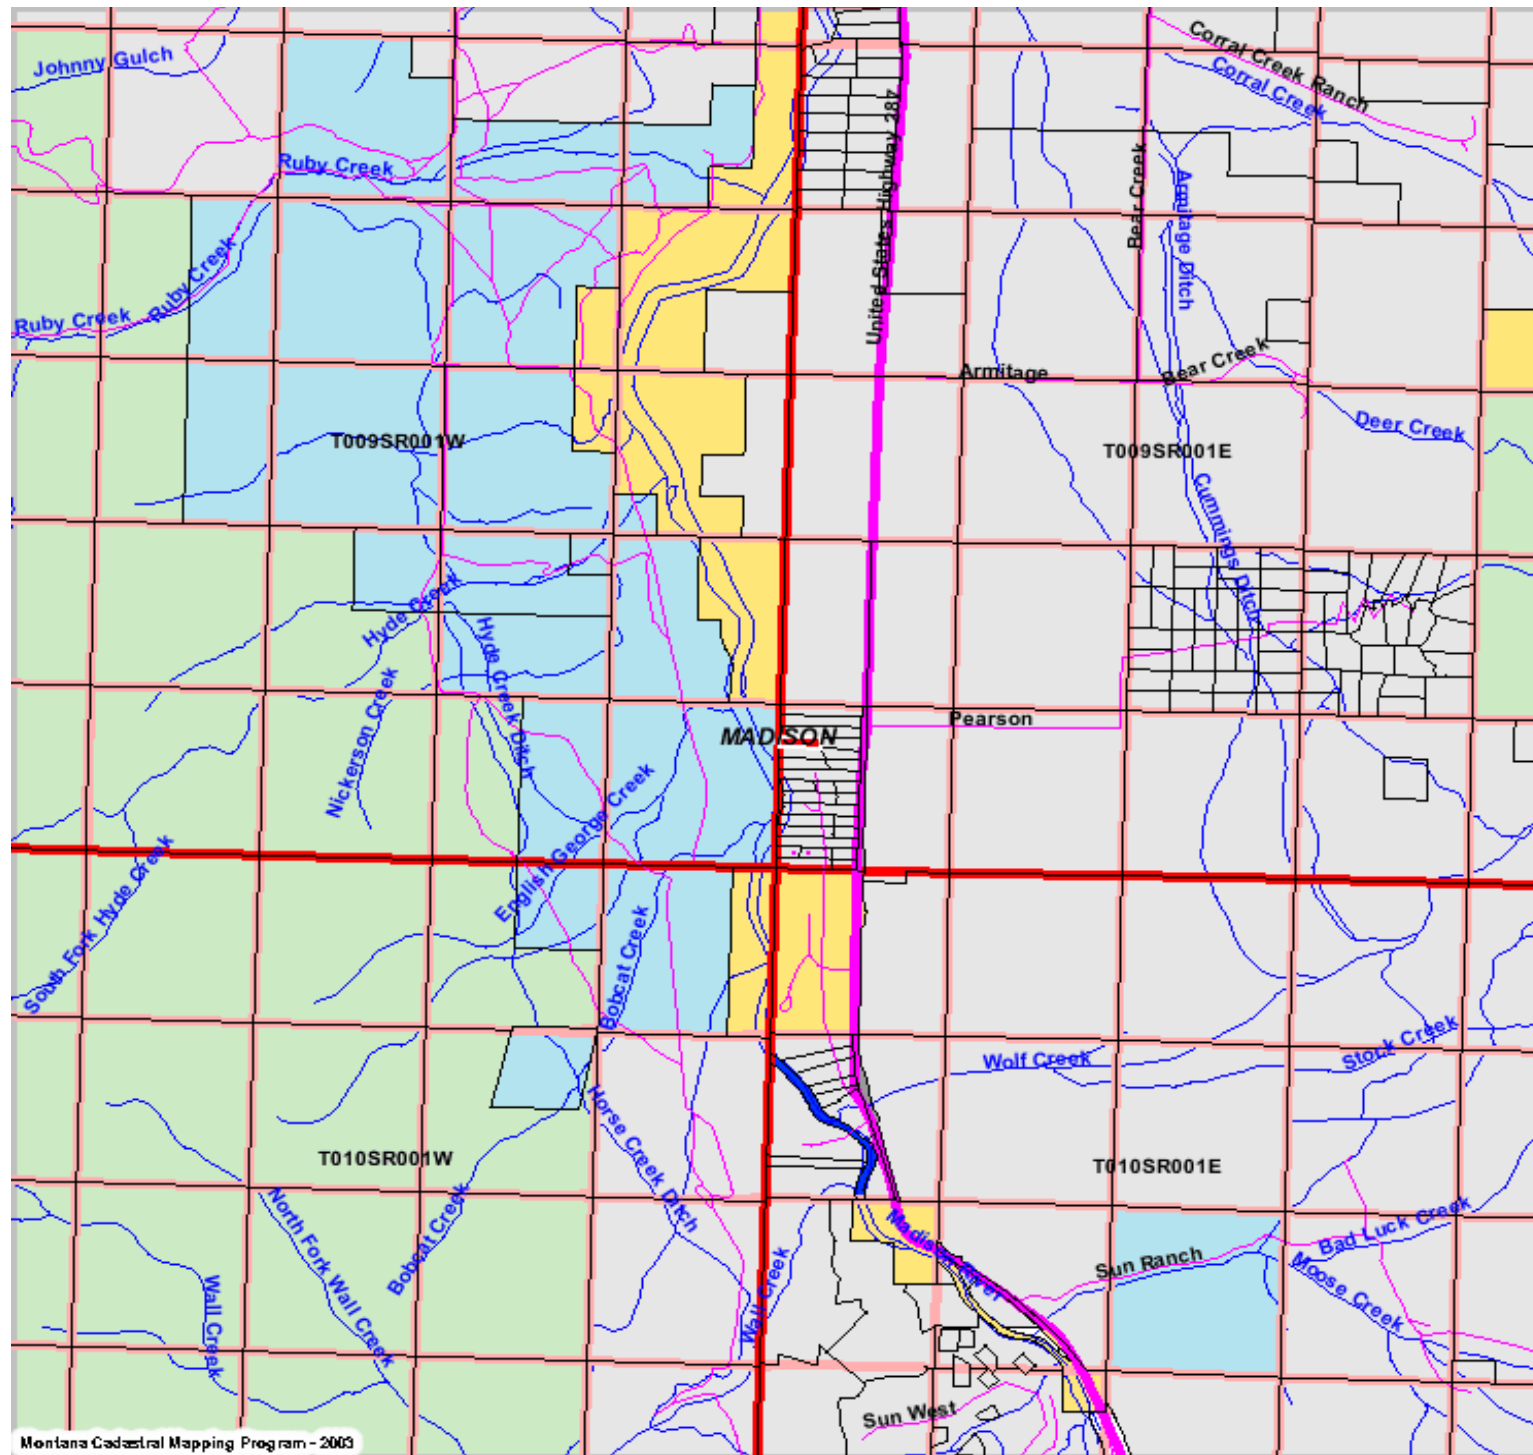 Corral Creek Ranch
Johnny Gulch
Corral Creek
United States Highway 287
Ruby Creek
Bear Creek
Armitage Ditch
Ruby Creek
Ruby Creek
Bear Creek
Armitage
Deer Creek
T009SR001W
T009SR001E
Cummings Ditch
Hyde Creek
Hyde Creek Ditch
Nickerson Creek
Pearson
MADISON
English George Creek
South Fork Hyde Creek
Bobcat Creek
Stock Creek
Wolf Creek
Horse Creek Ditch
T010SR001W
T010SR001E
North Fork Wall Creek
Bobcat Creek
Madison River
Bad Luck Creek
Sun Ranch
Moose Creek
Wall Creek
Wall Creek
Sun West
Montana Cadastral Mapping Program - 2003